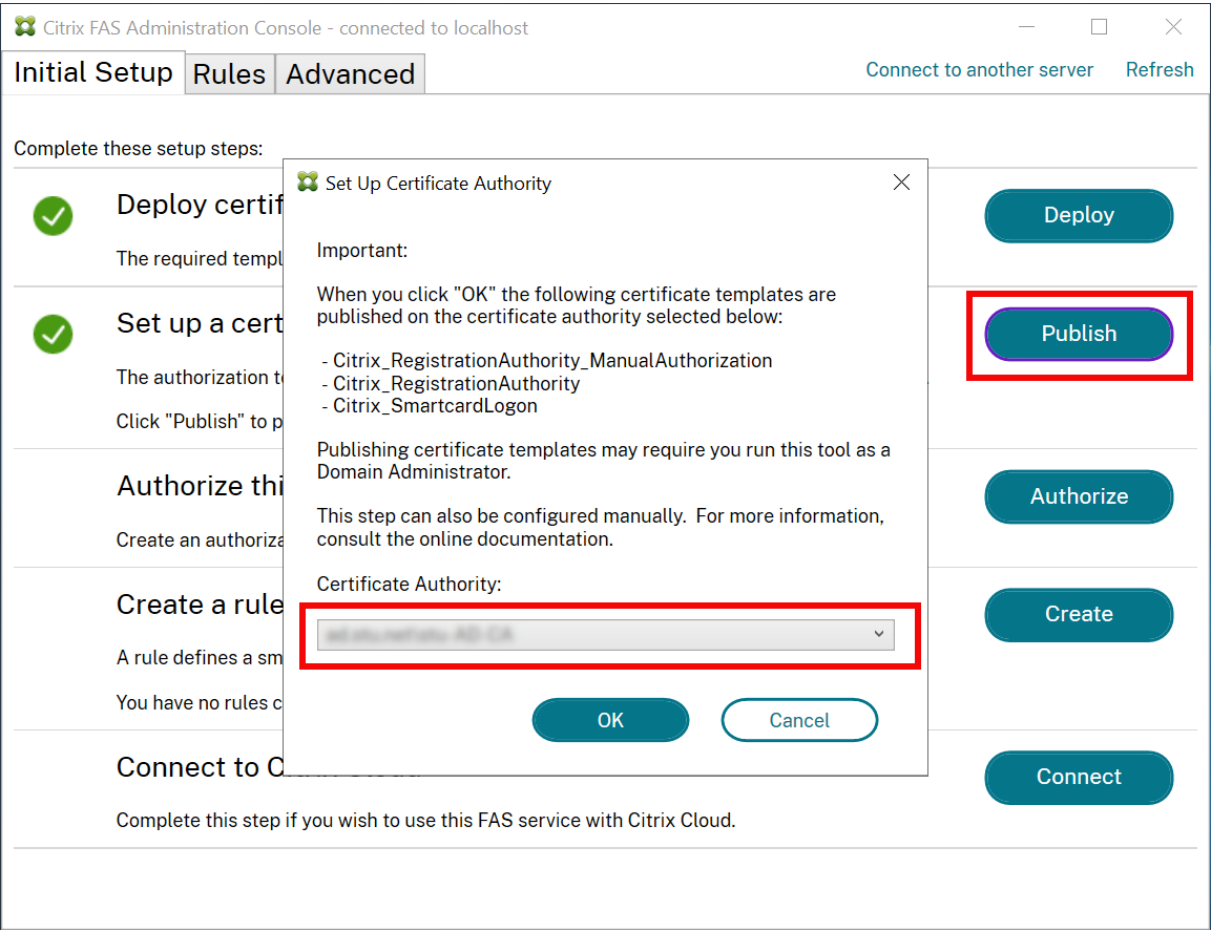 Citrix FAS Administration Console - connected to localhost
Initial Setup Rules Advanced
Connect to another server Refresh
Complete these setup steps:
Deploy certif
The required templ
Deploy
Set up a cert
The authorization t
Click "Publish" to p
Publish
Authorize thi
Create an authoriza
Authorize
Create a rule
A rule defines a sm
You have no rules c
Create
Connect to C
Complete this step if you wish to use this FAS service with Citrix Cloud.
Connect
Set Up Certificate Authority
Important:
When you click "OK" the following certificate templates are
published on the certificate authority selected below:
- Citrix_RegistrationAuthority_ManualAuthorization
- Citrix_RegistrationAuthority
- Citrix_SmartcardLogon
Publishing certificate templates may require you run this tool as a
Domain Administrator.
This step can also be configured manually. For more information,
consult the online documentation.
Certificate Authority:
OK Cancel